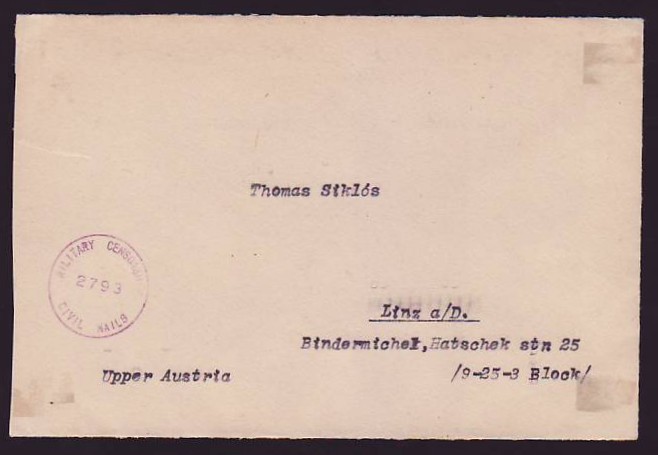 Thomas Siklós
MILITARY CENSORSHIP
2793
CIVIL MAILS
Linz a/D.
Bindermichel,Hatschek str 25
Upper Austria
/9-25-3 Block/